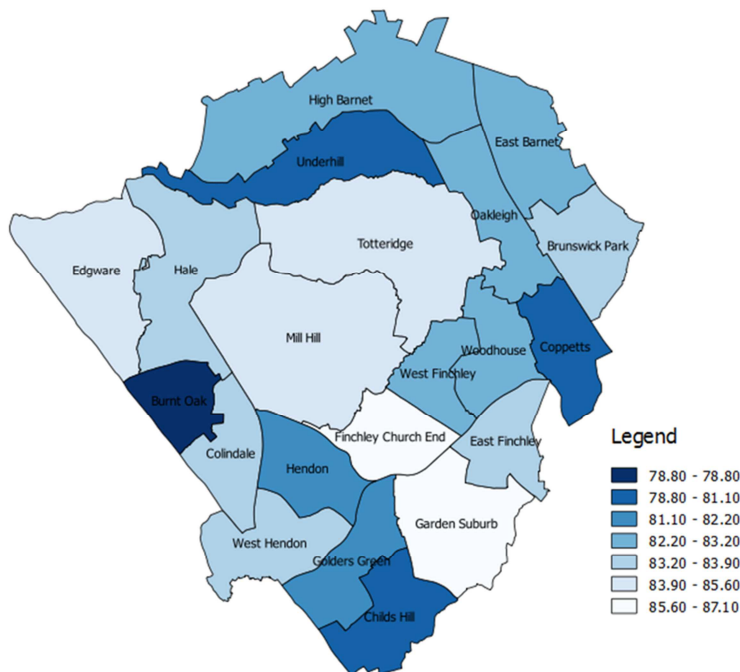 High Barnet
East Barnet
Underhill
Oakleigh
Totteridge
Brunswick Park
Edgware
Hale
Mill Hill
Coppetts
Woodhouse
West Finchley
Burnt Oak
Finchley Church End
East Finchley
Colindale
Hendon
Garden Suburb
West Hendon
Golders Green
Childs Hill
Legend
78.80 - 78.80
78.80 - 81.10
81.10 - 82.20
82.20 - 83.20
83.20 - 83.90
83.90 - 85.60
85.60 - 87.10